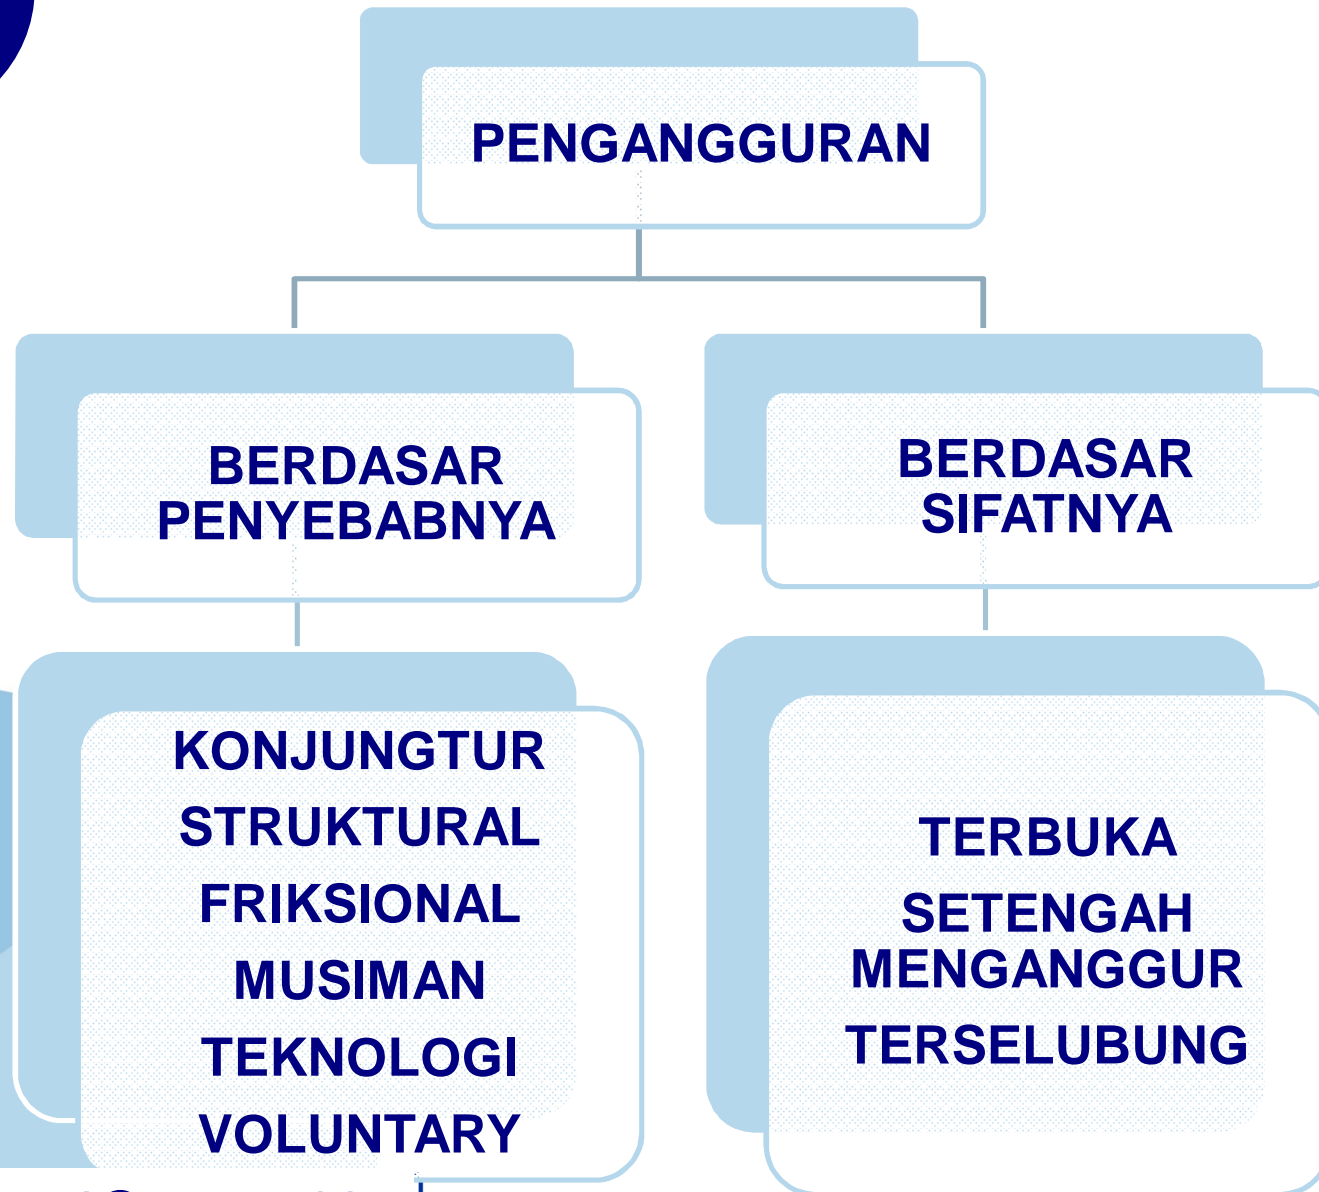 PENGANGGURAN
BERDASAR
PENYEBABNYA
BERDASAR
SIFATNYA
KONJUNGTUR
STRUKTURAL
FRIKSIONAL
MUSIMAN
TEKNOLOGI
VOLUNTARY
TERBUKA
SETENGAH
MENGANGGUR
TERSELUBUNG